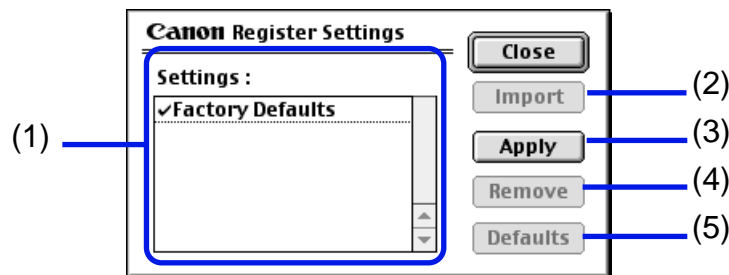 Canon Register Settings
Close
Settings :
Import
(2)
✓Factory Defaults
(1)
Apply
(3)
Remove
(4)
Defaults
(5)